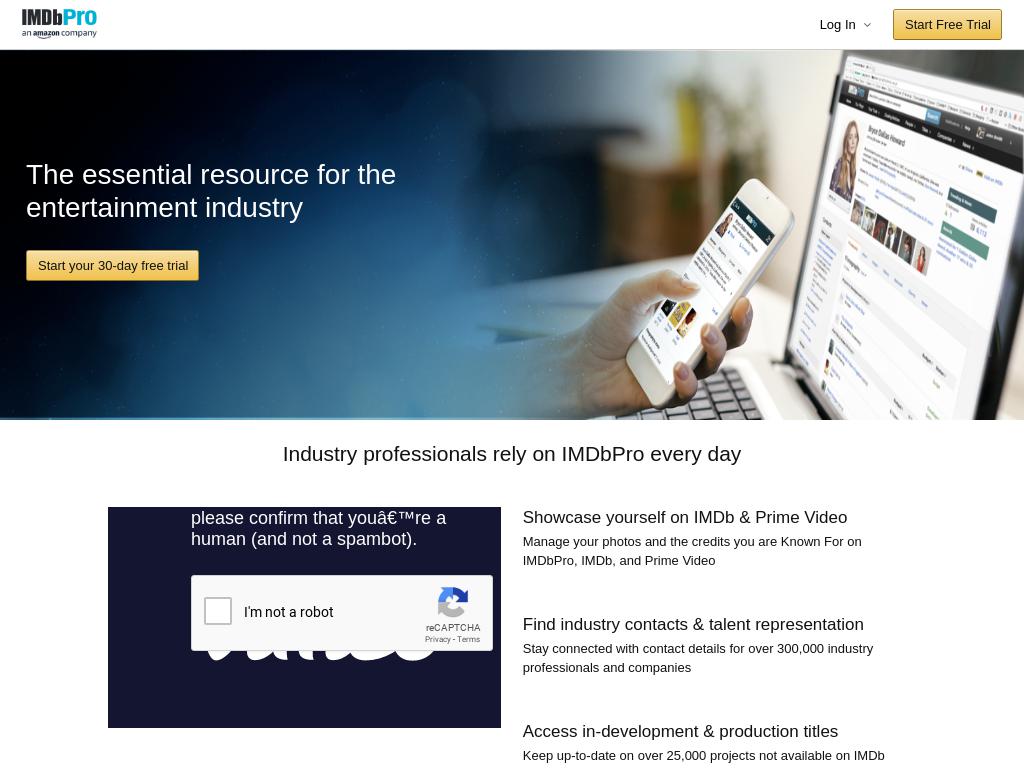 IMDbPro
an amazon company
Log In
Start Free Trial
The essential resource for the
entertainment industry
Start your 30-day free trial
Bryce Dallas Howard
Industry professionals rely on IMDbPro every day
please confirm that youâ€™re a
human (and not a spambot).
I'm not a robot
reCAPTCHA
Privacy - Terms
Showcase yourself on IMDb & Prime Video
Manage your photos and the credits you are Known For on
IMDbPro, IMDb, and Prime Video
Find industry contacts & talent representation
Stay connected with contact details for over 300,000 industry
professionals and companies
Access in-development & production titles
Keep up-to-date on over 25,000 projects not available on IMDb